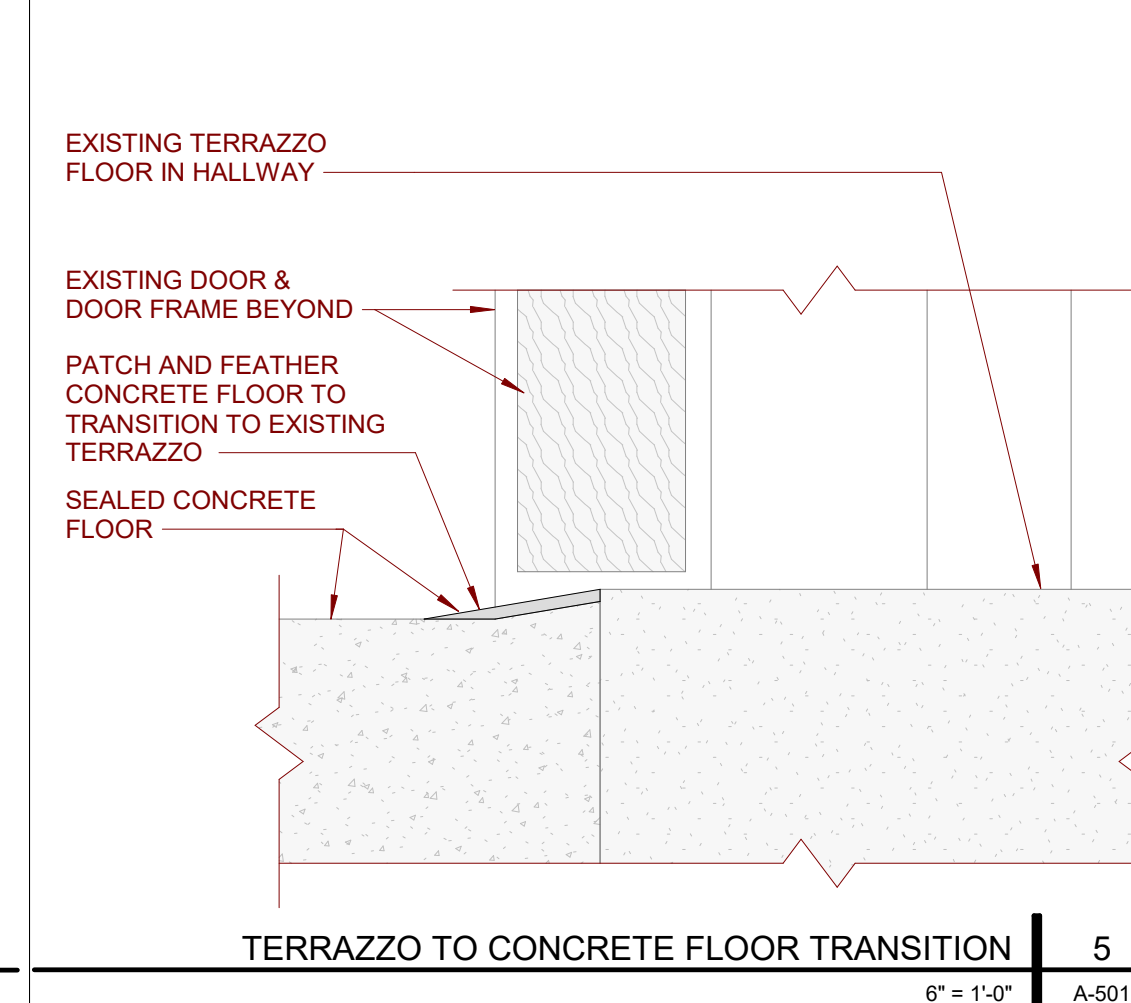 EXISTING TERRAZZO
FLOOR IN HALLWAY
EXISTING DOOR &
DOOR FRAME BEYOND
PATCH AND FEATHER
CONCRETE FLOOR TO
TRANSITION TO EXISTING
TERRAZZO
SEALED CONCRETE
FLOOR
TERRAZZO TO CONCRETE FLOOR TRANSITION 5
6" = 1'-0" A-501